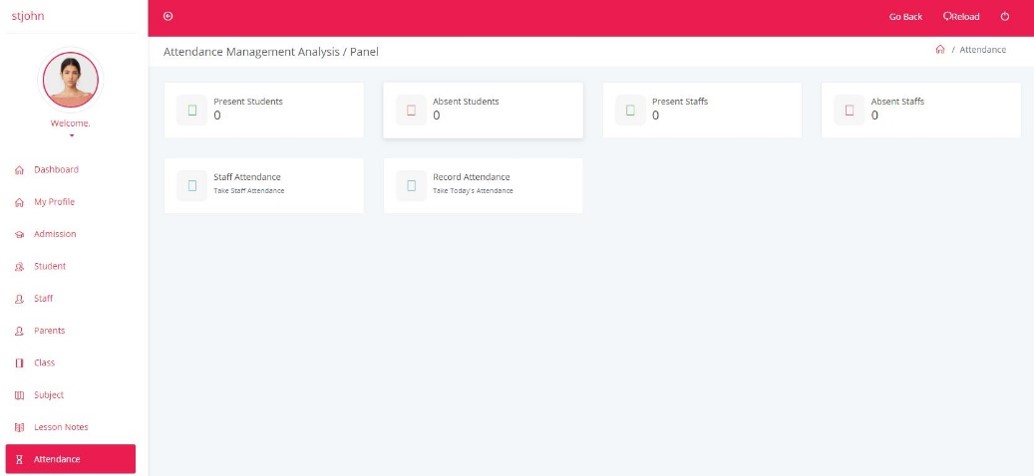 stjohn
Go Back
Reload
Attendance Management Analysis / Panel
/ Attendance
Welcome.
Present Students
0
Absent Students
0
Present Staffs
0
Absent Staffs
0
Staff Attendance
Take Staff Attendance
Record Attendance
Take Today's Attendance
Dashboard
My Profile
Admission
Student
Staff
Parents
Class
Subject
Lesson Notes
Attendance